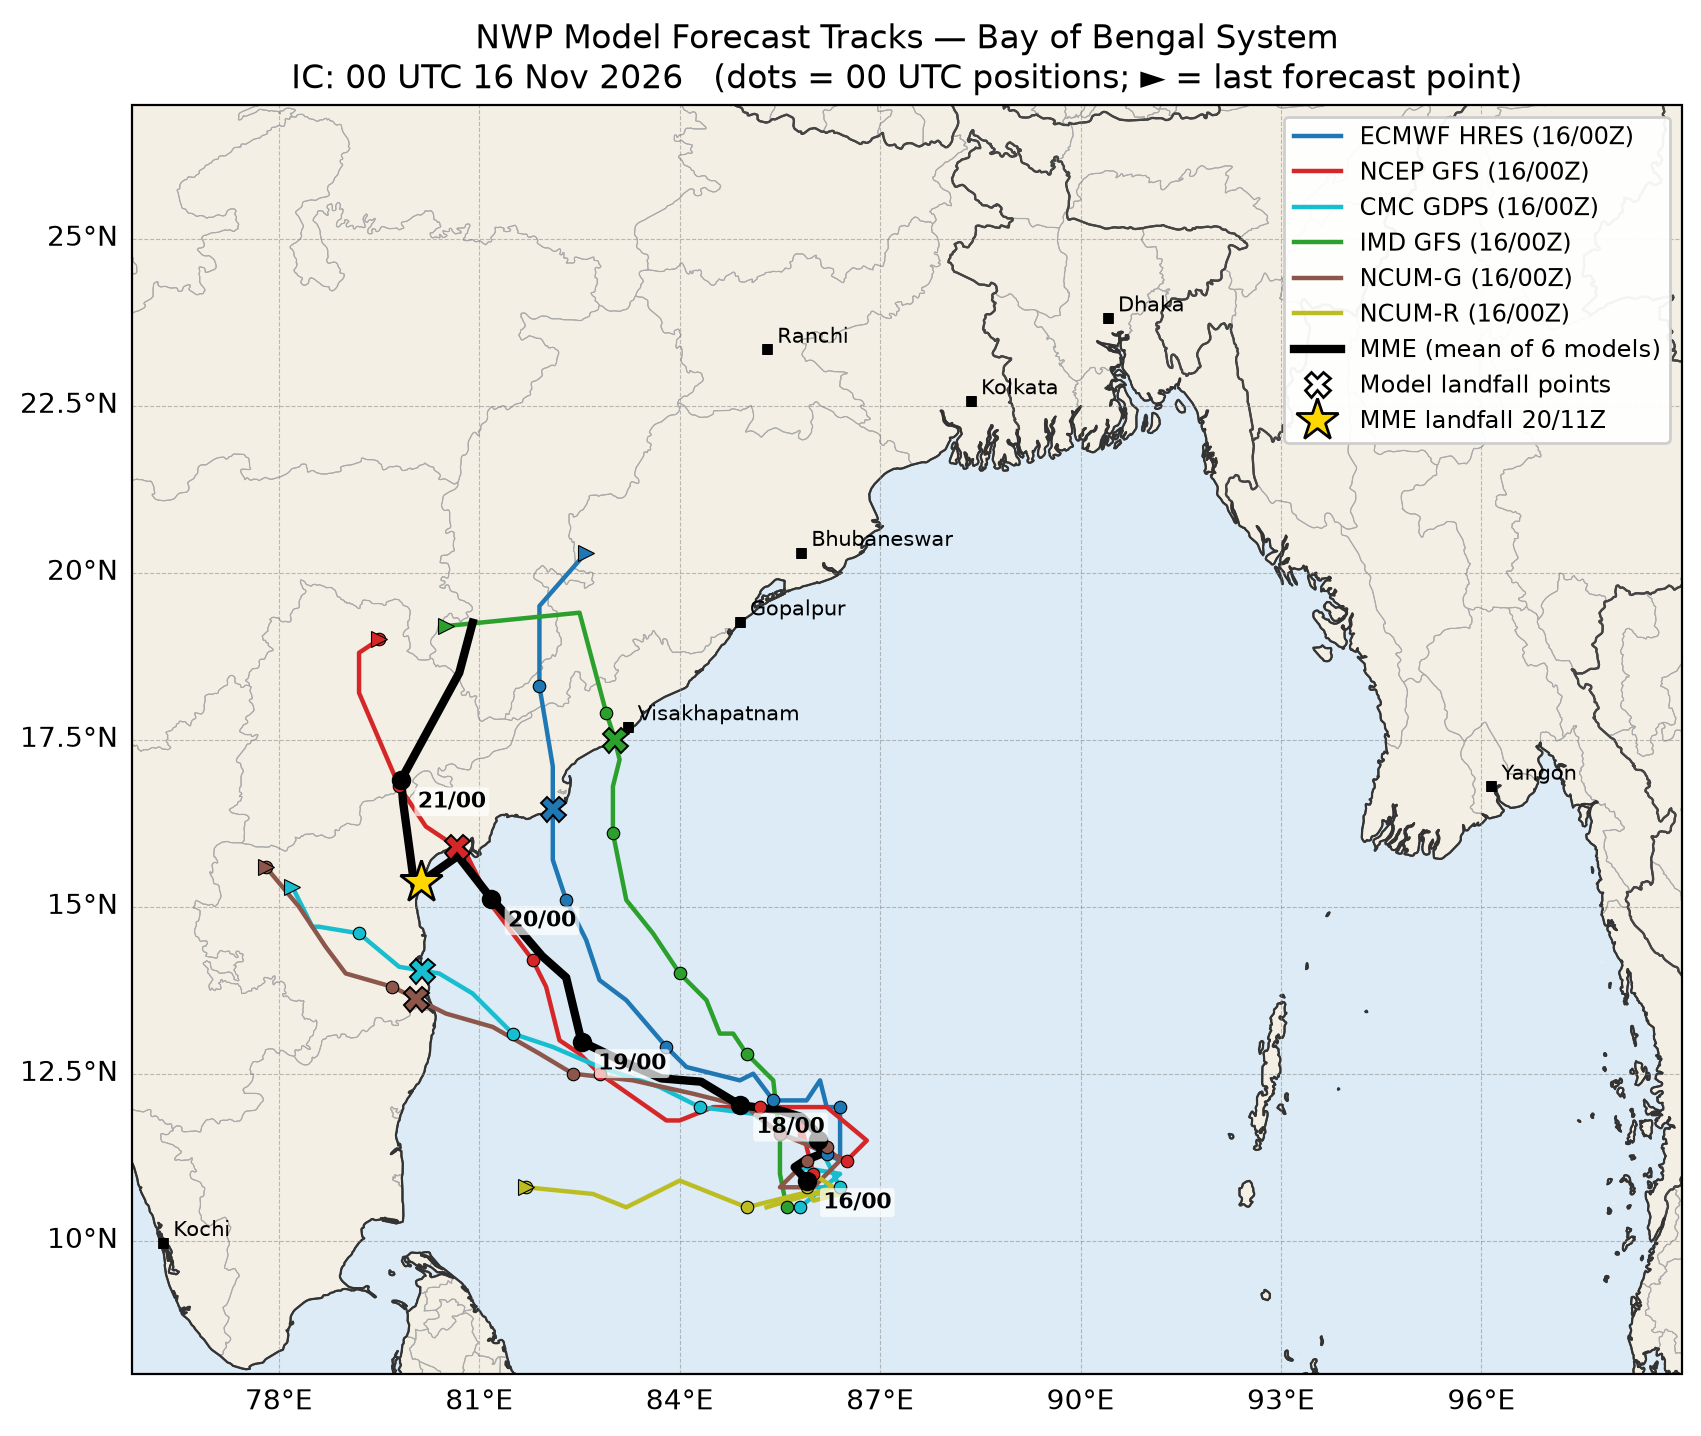 NWP Model Forecast Tracks — Bay of Bengal System
IC: 00 UTC 16 Nov 2026   (dots = 00 UTC positions; ► = last forecast point)
ECMWF HRES (16/00Z)
NCEP GFS (16/00Z)
CMC GDPS (16/00Z)
IMD GFS (16/00Z)
NCUM-G (16/00Z)
NCUM-R (16/00Z)
MME (mean of 6 models)
Model landfall points
MME landfall 20/11Z
25°N
22.5°N
20°N
17.5°N
15°N
12.5°N
10°N
Dhaka
Ranchi
Kolkata
Bhubaneswar
Gopalpur
Visakhapatnam
Yangon
21/00
20/00
19/00
18/00
16/00
Kochi
78°E
81°E
84°E
87°E
90°E
93°E
96°E